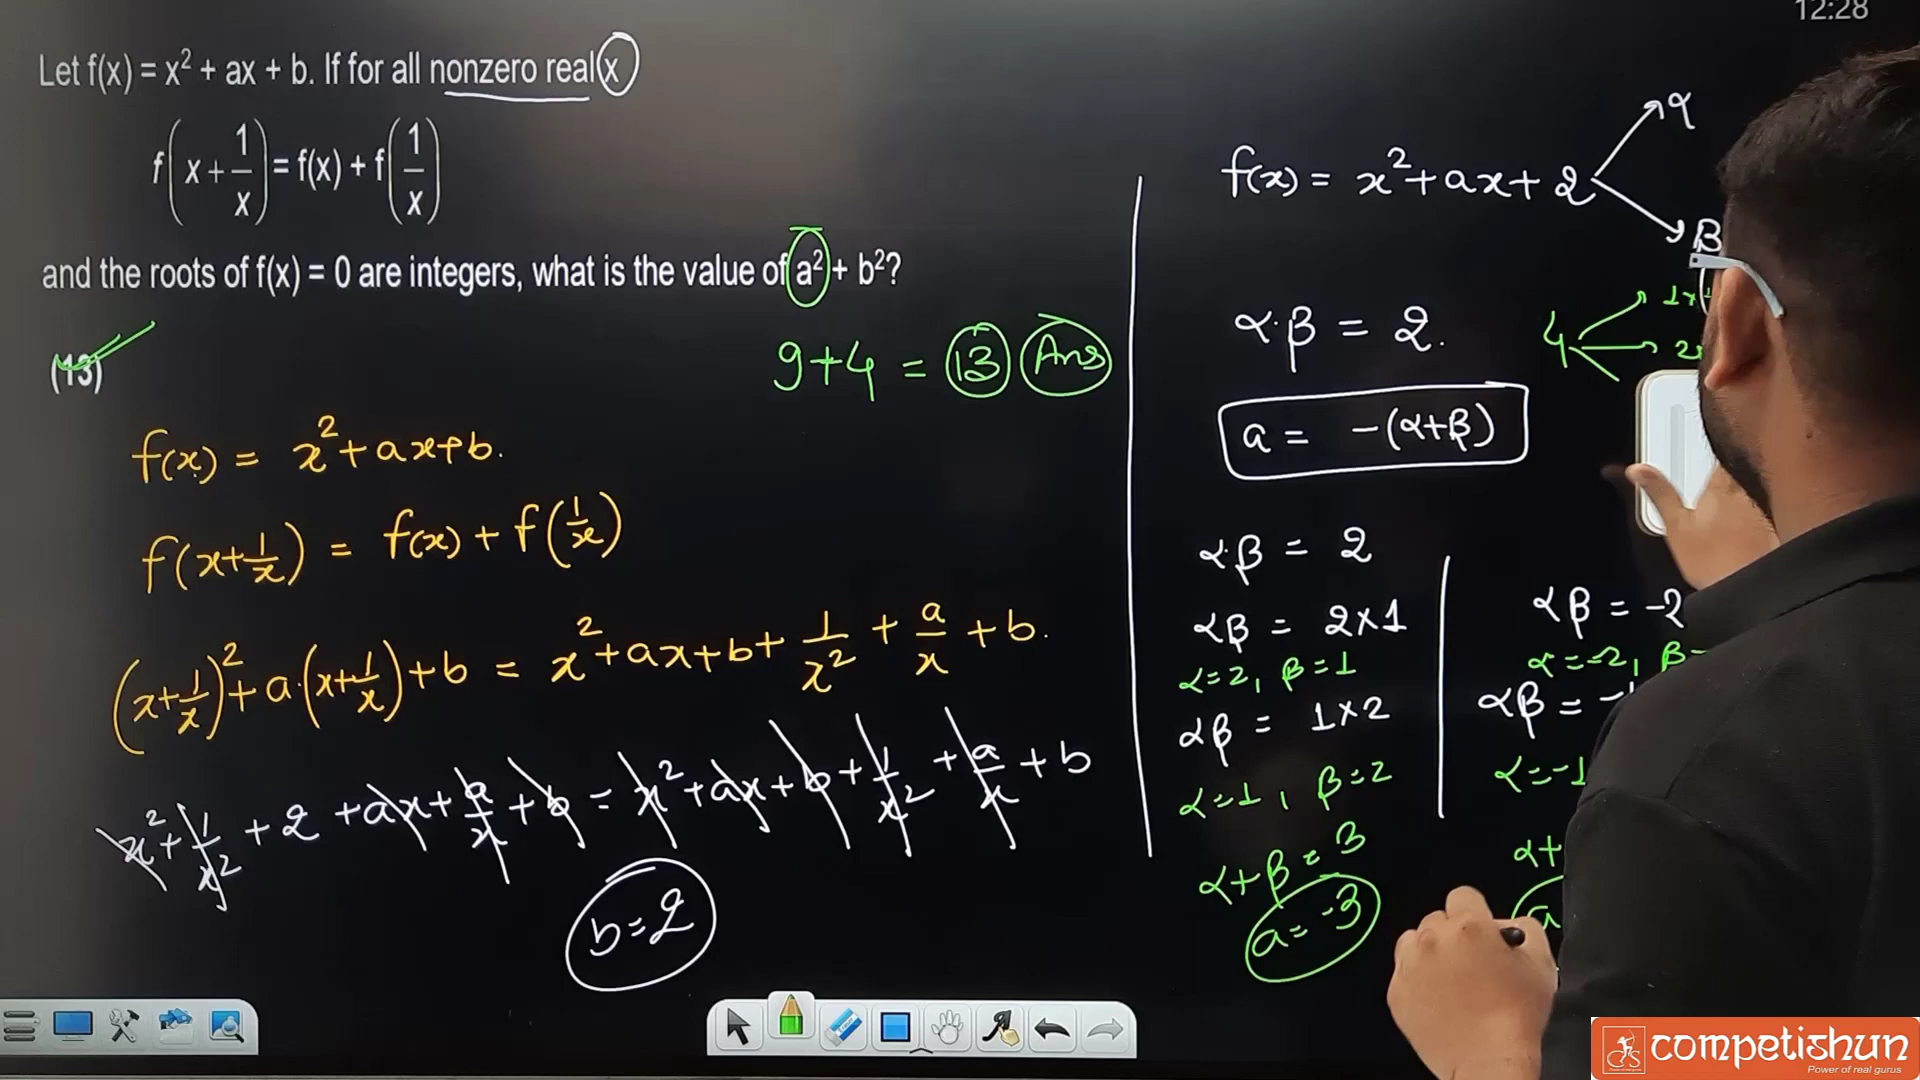 12:28
Let f(x) = x² + ax + b. If for all nonzero real x
f(x + 1/x) = f(x) + f(1/x)
and the roots of f(x) = 0 are integers, what is the value of a² + b²?
(13)
9+4 = 13 Ans
f(x) = x²+ax+b.
f(x+1/x) = f(x) + f(1/x)
(x+1/x)²+a.(x+1/x)+b = x²+ax+b+1/x²+a/x+b.
x²+1/x²+2+ax+a/x+b = x²+ax+b+1/x²+a/x+b
b=2
f(x) = x²+ax+2
α
β
α.β = 2.
4
a = -(α+β)
α.β = 2
αβ = 2×1
α=2, β=1
αβ = 1×2
α=1, β=2
α+β=3
a=-3
αβ = -2
α=-2, β
αβ =
α=-1
α+
a
competishun
Power of real gurus